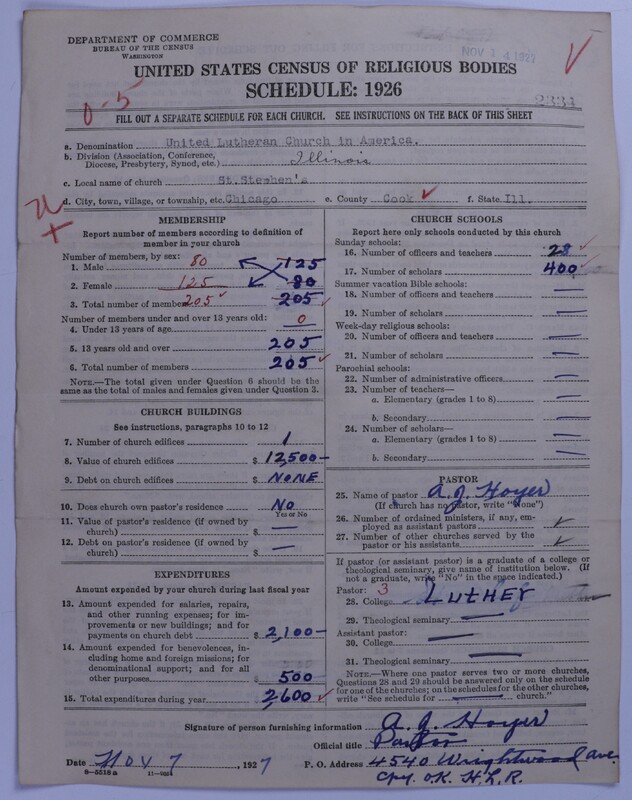 DEPARTMENT OF COMMERCE
BUREAU OF THE CENSUS
WASHINGTON
NOV 14 1927
UNITED STATES CENSUS OF RELIGIOUS BODIES
SCHEDULE: 1926
0-5
2334
FILL OUT A SEPARATE SCHEDULE FOR EACH CHURCH. SEE INSTRUCTIONS ON THE BACK OF THIS SHEET
a. Denomination United Lutheran Church in America.
b. Division (Association, Conference, Diocese, Presbytery, Synod, etc.) Illinois
c. Local name of church St.Stephen's
d. City, town, village, or township, etc. Chicago e. County Cook f. State Ill.
MEMBERSHIP
Report number of members according to definition of member in your church
Number of members, by sex:
1. Male 80 125
2. Female 125 80
3. Total number of members 205 205
Number of members under and over 13 years old:
4. Under 13 years of age 0
5. 13 years old and over 205
6. Total number of members 205
NOTE.—The total given under Question 6 should be the same as the total of males and females given under Question 3.
CHURCH BUILDINGS
See instructions, paragraphs 10 to 12
7. Number of church edifices 1
8. Value of church edifices $ 12,500—
9. Debt on church edifices $ NONE
10. Does church own pastor's residence NO
Yes or No
11. Value of pastor's residence (if owned by church) $ —
12. Debt on pastor's residence (if owned by church) $ —
EXPENDITURES
Amount expended by your church during last fiscal year
13. Amount expended for salaries, repairs, and other running expenses; for improvements or new buildings; and for payments on church debt $ 2,100—
14. Amount expended for benevolences, including home and foreign missions; for denominational support; and for all other purposes 500
15. Total expenditures during year $ 2,600
CHURCH SCHOOLS
Report here only schools conducted by this church
Sunday schools:
16. Number of officers and teachers 28
17. Number of scholars 400
Summer vacation Bible schools:
18. Number of officers and teachers —
19. Number of scholars —
Week-day religious schools:
20. Number of officers and teachers —
21. Number of scholars —
Parochial schools:
22. Number of administrative officers —
23. Number of teachers—
a. Elementary (grades 1 to 8) —
b. Secondary —
24. Number of scholars—
a. Elementary (grades 1 to 8) —
b. Secondary —
PASTOR
25. Name of pastor A. J. Hoyer
(If church has no pastor, write "none")
26. Number of ordained ministers, if any, employed as assistant pastors
27. Number of other churches served by the pastor or his assistants
If pastor (or assistant pastor) is a graduate of a college or theological seminary, give name of institution below. (If not a graduate, write "No" in the space indicated.)
Pastor: 3
28. College LUTHER
29. Theological seminary —
Assistant pastor:
30. College —
31. Theological seminary —
NOTE.—Where one pastor serves two or more churches, Questions 28 and 29 should be answered only on the schedule for one of the churches; on the schedules for the other churches, write "See schedule for church."
Signature of person furnishing information A. J. Hoyer
Official title Pastor
Date Nov 7, 1927 P. O. Address 4540 Wrightwood ave.
Cpy. O.K. H.L.R.
8—5518 a